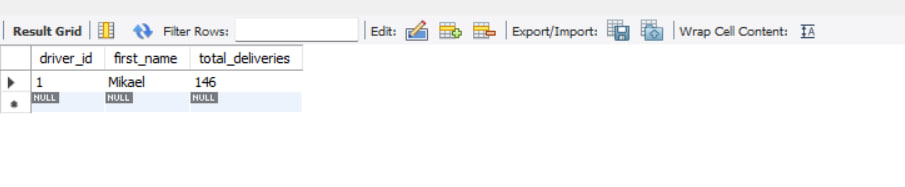 Result Grid Filter Rows: Edit: Export/Import: Wrap Cell Content: IA
driver_id first_name total_deliveries
1 Mikael 146
NULL NULL NULL